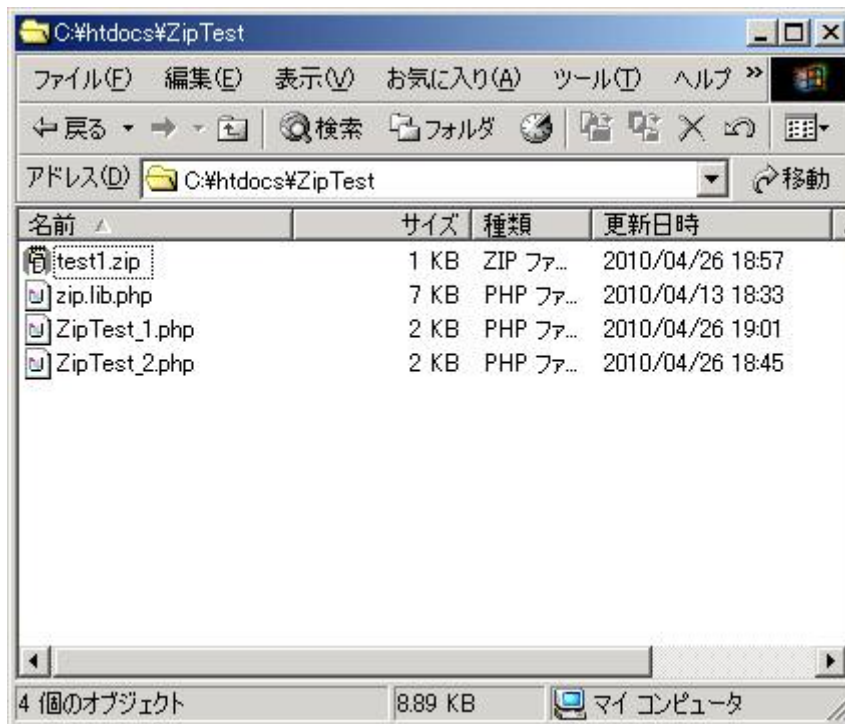 C:¥htdocs¥ZipTest
ファイル(F) 編集(E) 表示(V) お気に入り(A) ツール(T) ヘルプ »
戻る 検索 フォルダ
アドレス(D) C:¥htdocs¥ZipTest 移動
名前 サイズ 種類 更新日時
test1.zip 1 KB ZIP ファ... 2010/04/26 18:57
zip.lib.php 7 KB PHP ファ... 2010/04/13 18:33
ZipTest_1.php 2 KB PHP ファ... 2010/04/26 19:01
ZipTest_2.php 2 KB PHP ファ... 2010/04/26 18:45
4 個のオブジェクト 8.89 KB マイ コンピュータ